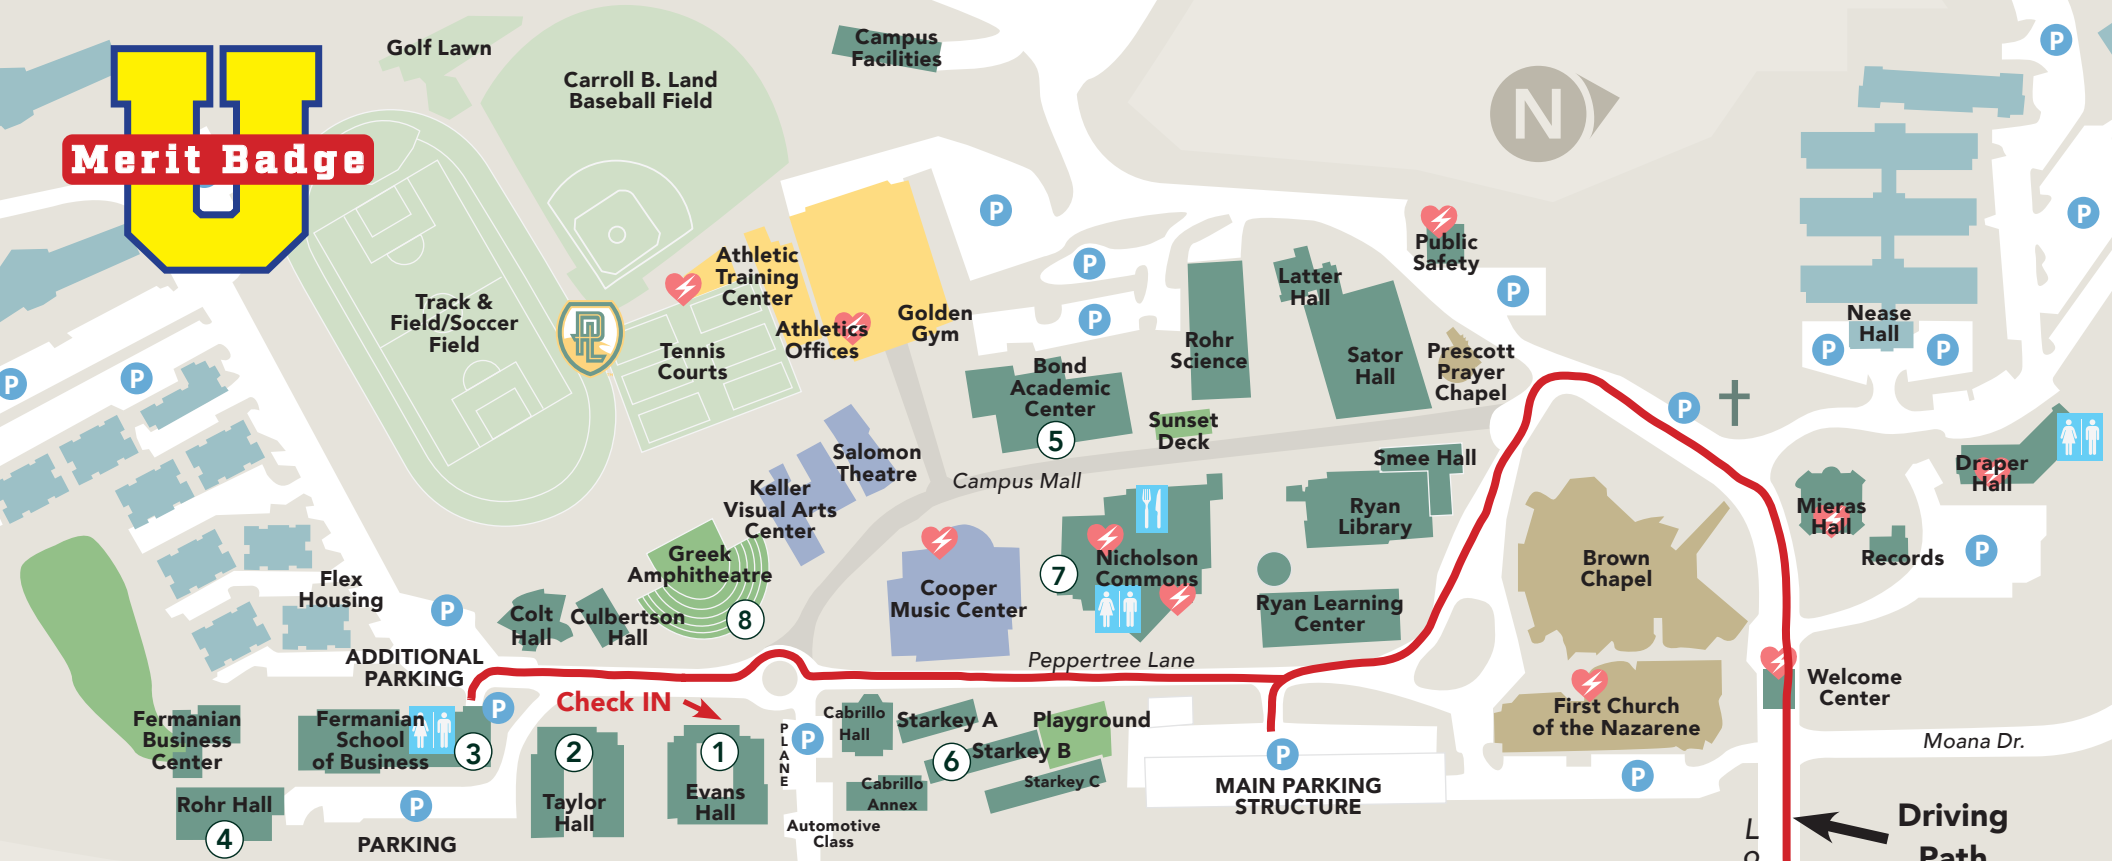 Golf Lawn
Carroll B. Land
Baseball Field
Campus
Facilities
N
P
Merit Badge
U
P
P
Public
Safety
Athletic
Training
Center
Latter
Hall
P
P
Track &
Field/Soccer
Field
PL
Tennis
Courts
Athletics
Offices
Golden
Gym
P
Rohr
Science
Sator
Hall
Prescott
Prayer
Chapel
Nease
Hall
P
P
P
P
Bond
Academic
Center
5
Sunset
Deck
P
Salomon
Theatre
Campus Mall
Smee Hall
Draper
Hall
Keller
Visual Arts
Center
Ryan
Library
Mieras
Hall
Greek
Amphitheatre
8
Cooper
Music Center
7
Nicholson
Commons
Brown
Chapel
Records
P
Flex
Housing
P
Colt
Hall
Culbertson
Hall
Ryan Learning
Center
ADDITIONAL
PARKING
Peppertree Lane
Welcome
Center
Check IN
P
Fermanian
Business
Center
Fermanian
School
of Business
3
2
1
PLANE
P
Cabrillo
Hall
Starkey A
Playground
6
Starkey B
Starkey C
Cabrillo
Annex
P
MAIN PARKING
STRUCTURE
First Church
of the Nazarene
P
Moana Dr.
Rohr Hall
4
P
PARKING
Taylor
Hall
Evans
Hall
Automotive
Class
Lo
Driving
Path